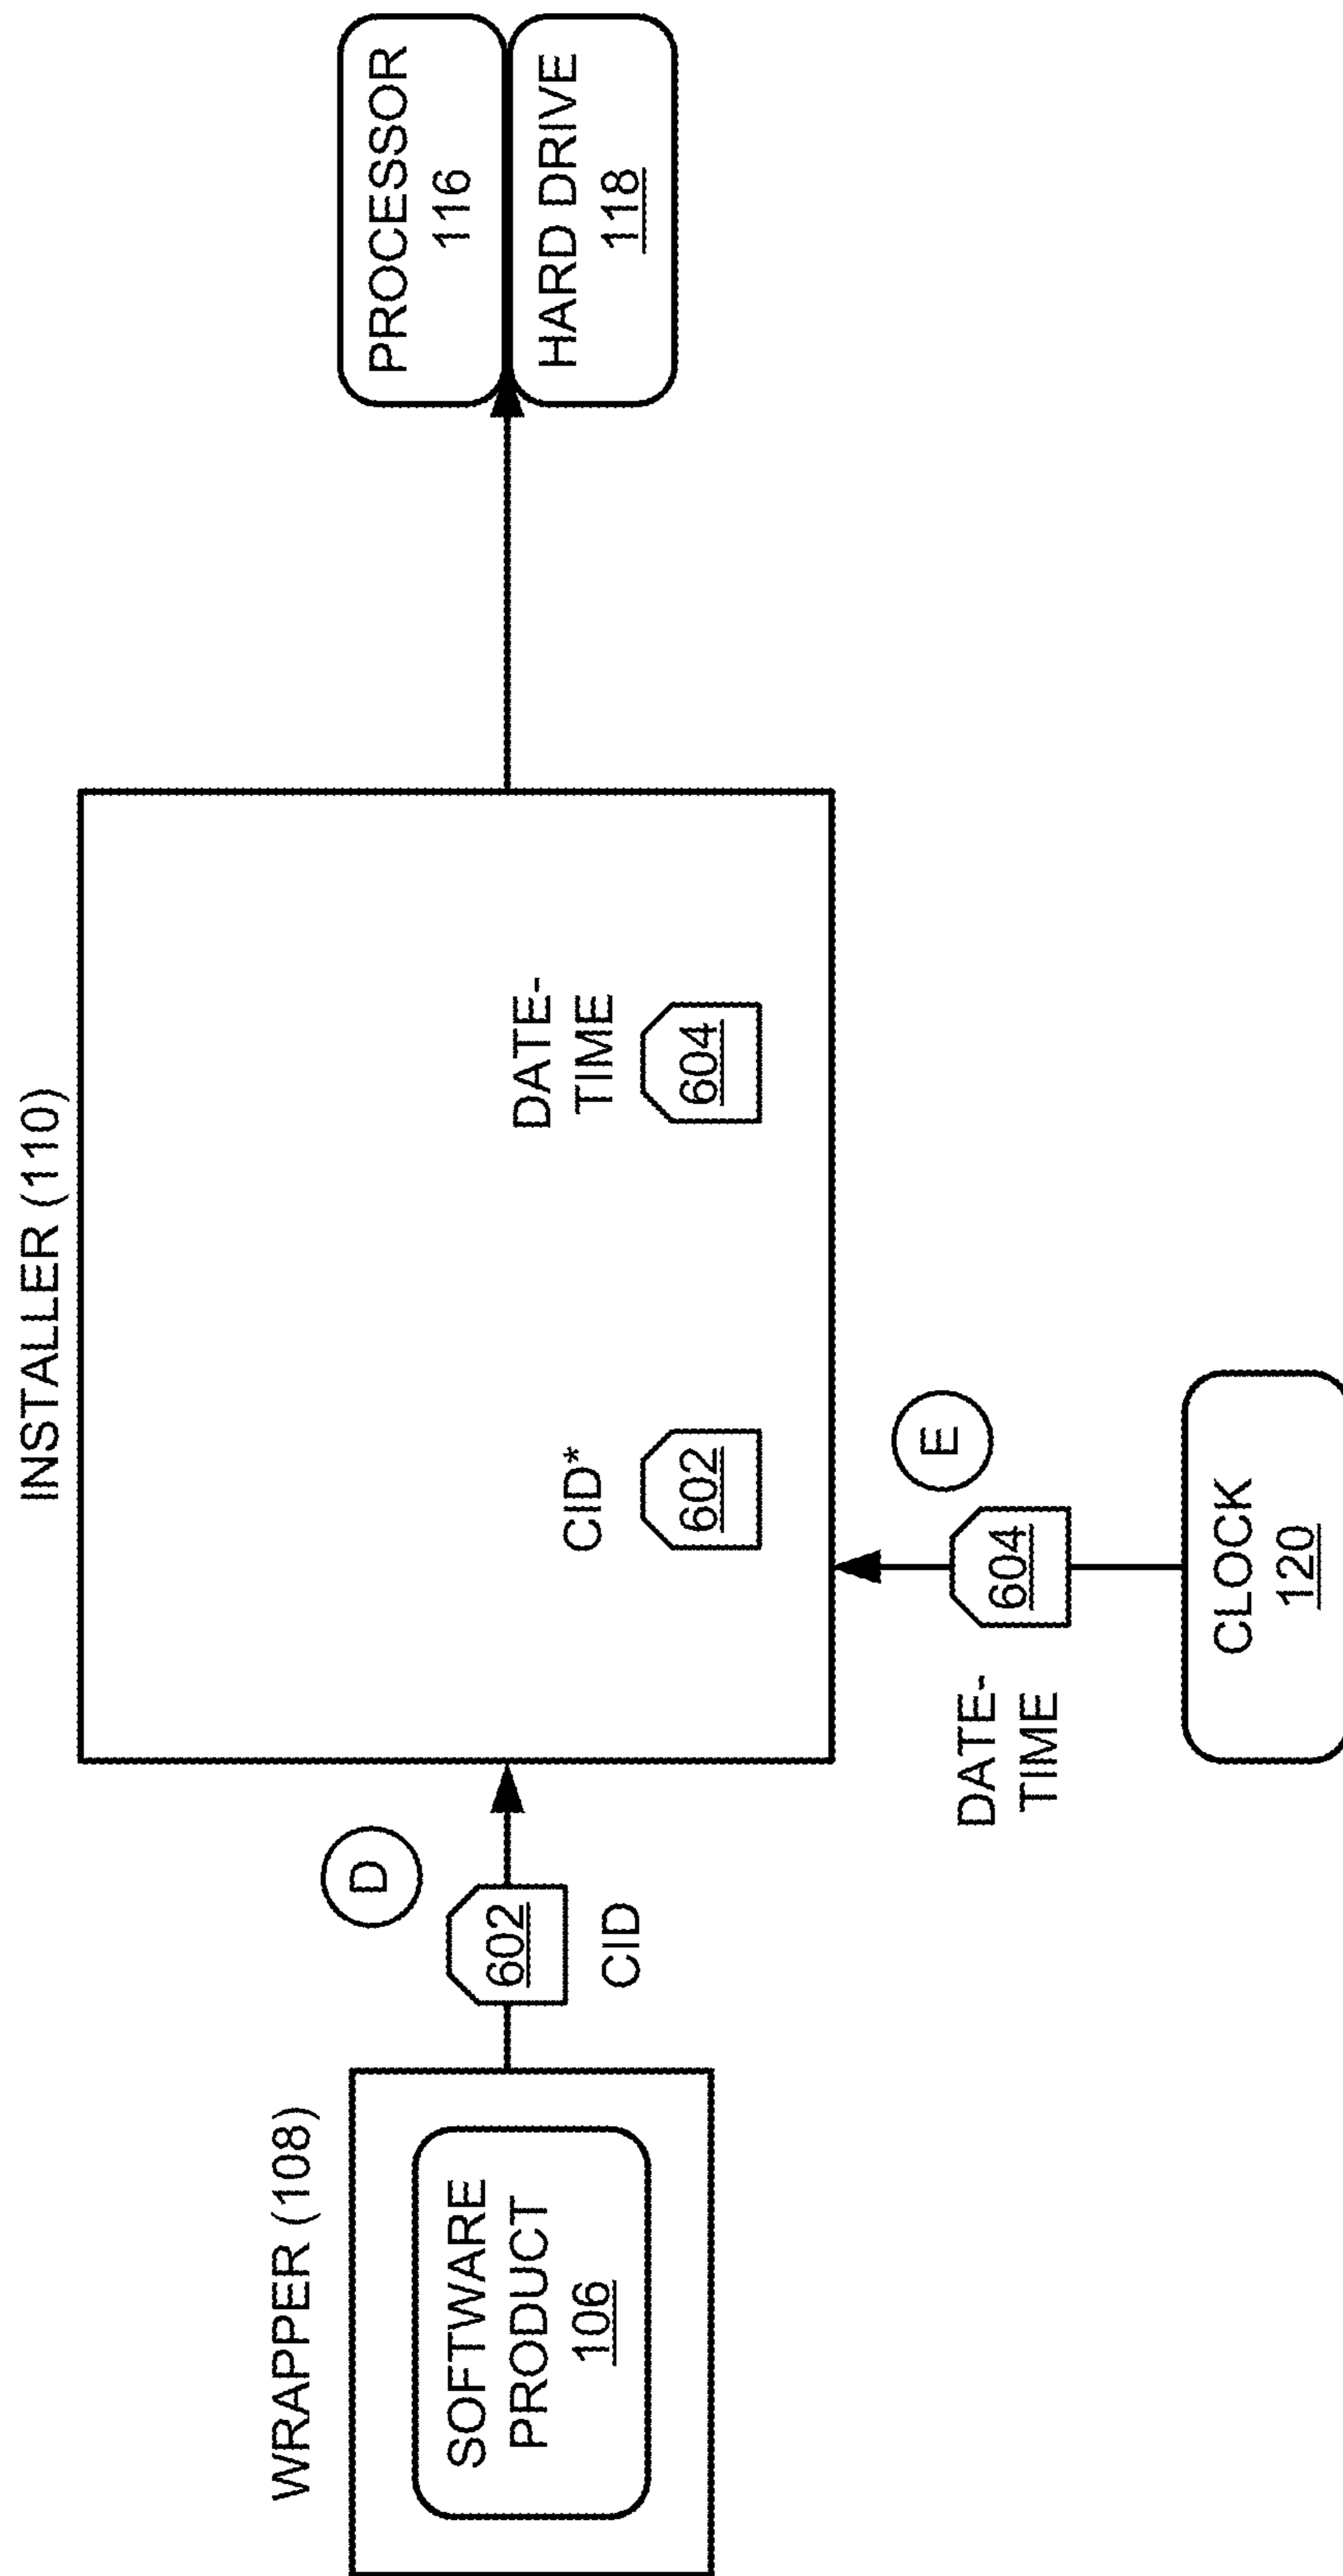 INSTALLER (110)
WRAPPER (108)
SOFTWARE
PRODUCT
106
D
602
CID
CID*
602
DATE-
TIME
604
PROCESSOR
116
HARD DRIVE
118
E
DATE-
TIME
604
CLOCK
120